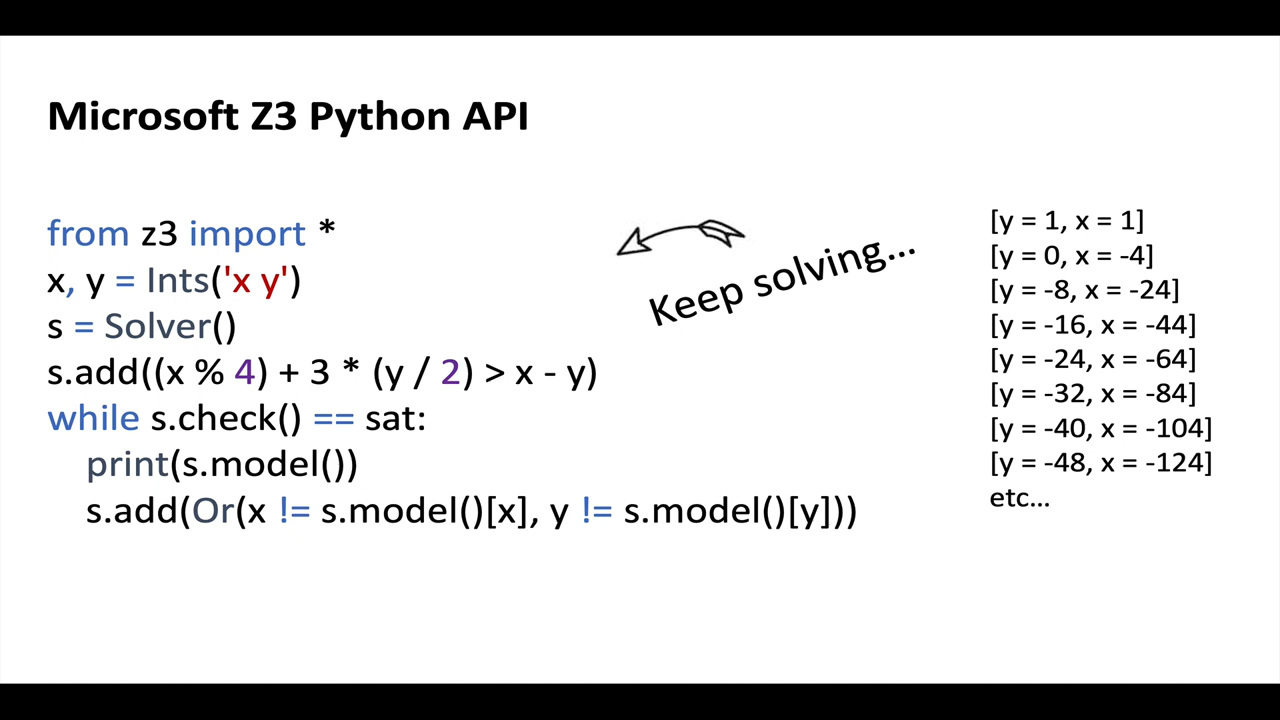 Microsoft Z3 Python API
from z3 import *
x, y = Ints('x y')
s = Solver()
s.add((x % 4) + 3 * (y / 2) > x - y)
while s.check() == sat:
print(s.model())
s.add(Or(x != s.model()[x], y != s.model()[y]))
Keep solving...
[y = 1, x = 1]
[y = 0, x = -4]
[y = -8, x = -24]
[y = -16, x = -44]
[y = -24, x = -64]
[y = -32, x = -84]
[y = -40, x = -104]
[y = -48, x = -124]
etc...